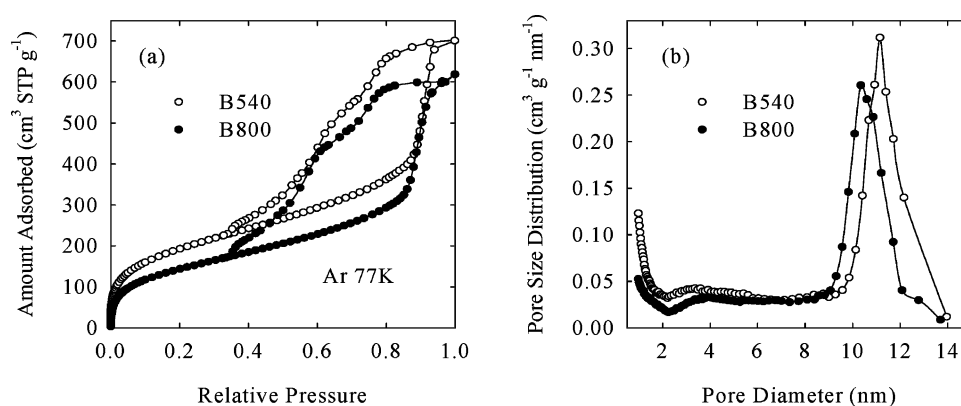 (a)
B540
B800
Ar 77K
Amount Adsorbed (cm³ STP g⁻¹)
700
600
500
400
300
200
100
0
0.0 0.2 0.4 0.6 0.8 1.0
Relative Pressure
(b)
B540
B800
Pore Size Distribution (cm³ g⁻¹ nm⁻¹)
0.30
0.25
0.20
0.15
0.10
0.05
0.00
2 4 6 8 10 12 14
Pore Diameter (nm)